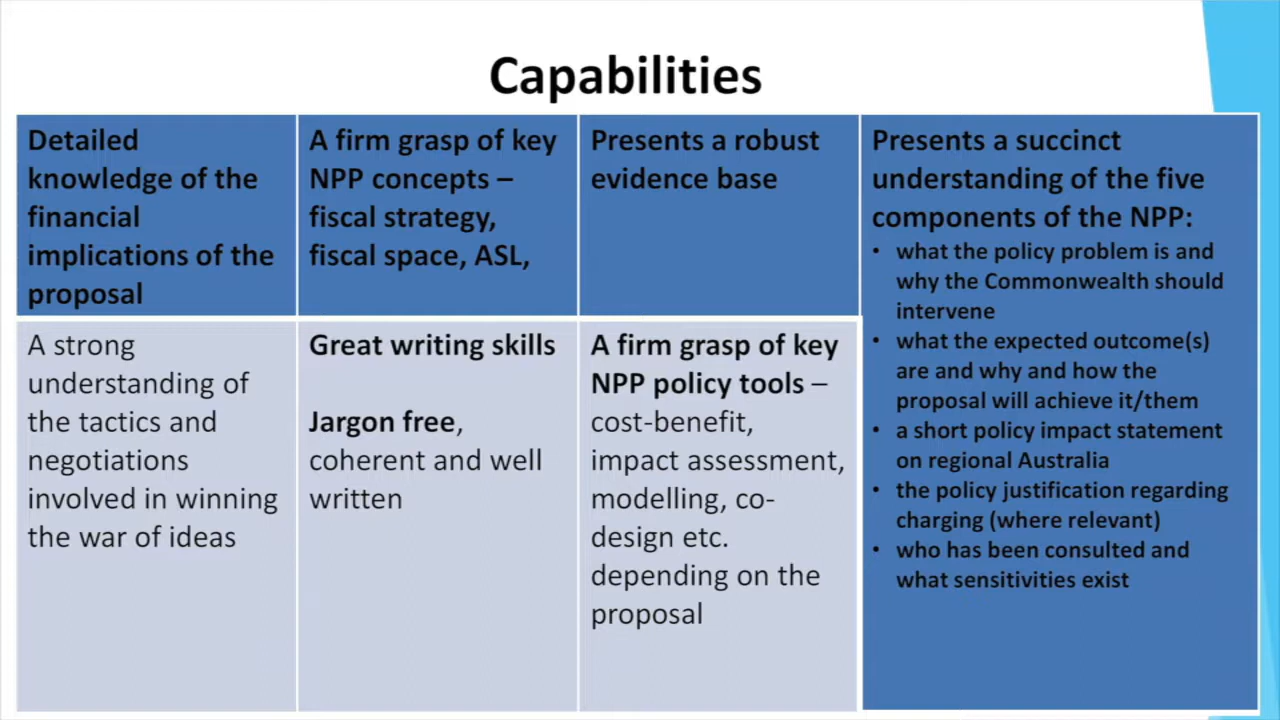 Capabilities
Detailed
knowledge of the
financial
implications of the
proposal
A firm grasp of key
NPP concepts –
fiscal strategy,
fiscal space, ASL,
Presents a robust
evidence base
Presents a succinct
understanding of the five
components of the NPP:
• what the policy problem is and
why the Commonwealth should
intervene
• what the expected outcome(s)
are and why and how the
proposal will achieve it/them
• a short policy impact statement
on regional Australia
• the policy justification regarding
charging (where relevant)
• who has been consulted and
what sensitivities exist
A strong
understanding of
the tactics and
negotiations
involved in winning
the war of ideas
Great writing skills
Jargon free,
coherent and well
written
A firm grasp of key
NPP policy tools –
cost-benefit,
impact assessment,
modelling, co-
design etc.
depending on the
proposal